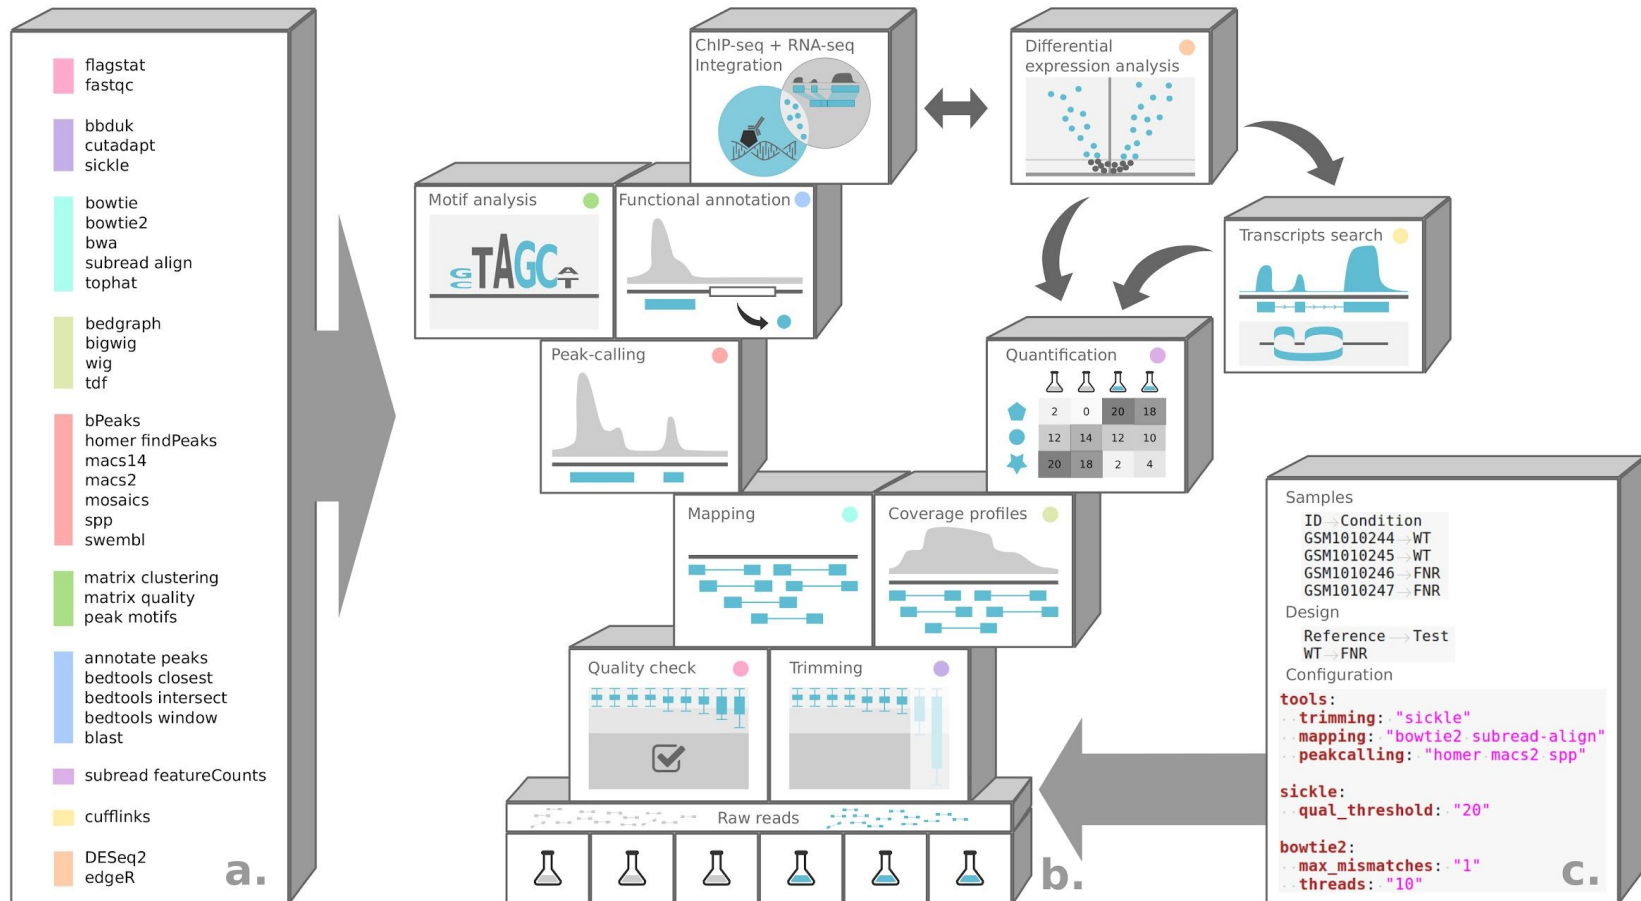 flagstat
fastqc
bbduk
cutadapt
sickle
bowtie
bowtie2
bwa
subread align
tophat
bedgraph
bigwig
wig
tdf
bPeaks
homer findPeaks
macs14
macs2
mosaics
spp
swembl
matrix clustering
matrix quality
peak motifs
annotate peaks
bedtools closest
bedtools intersect
bedtools window
blast
subread featureCounts
cufflinks
DESeq2
edgeR
a.
ChIP-seq + RNA-seq
Integration
Differential
expression analysis
Motif analysis
G
C
TAGC
A
T
Functional annotation
Transcripts search
Peak-calling
Quantification
2 0 20 18
12 14 12 10
20 18 2 4
Mapping
Coverage profiles
Quality check
Trimming
Raw reads
b.
Samples
ID→Condition
GSM1010244→WT
GSM1010245→WT
GSM1010246→FNR
GSM1010247→FNR
Design
Reference→Test
WT→FNR
Configuration
tools:
trimming: "sickle"
mapping: "bowtie2 subread-align"
peakcalling: "homer macs2 spp"
sickle:
qual_threshold: "20"
bowtie2:
max_mismatches: "1"
threads: "10"
c.